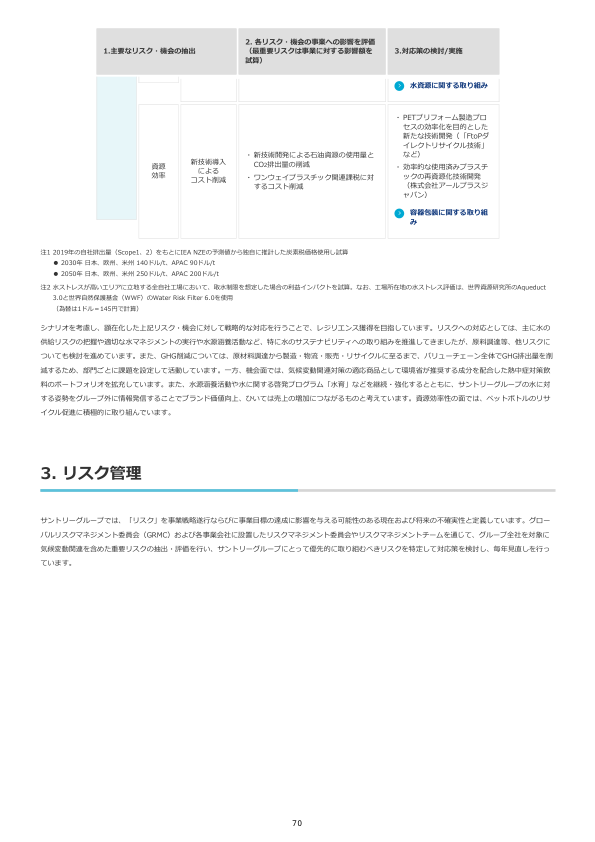 1.主要なリスク・機会の抽出
2. 各リスク・機会の事業への影響を評価
（最重要リスクは事業に対する影響額を
試算）
3.対応策の検討/実施
水資源に関する取り組み
資源
効率
新技術導入
による
コスト削減
・ 新技術開発による石油資源の使用量と
CO2排出量の削減
・ ワンウェイプラスチック関連課税に対
するコスト削減
・ PETプリフォーム製造プロ
セスの効率化を目的とした
新たな技術開発（「FtoPダ
イレクトリサイクル技術」
など）
・ 効率的な使用済みプラスチ
ックの再資源化技術開発
（株式会社アールプラスジ
ャパン）
容器包装に関する取り組
み
注1 2019年の自社排出量（Scope1、2）をもとにIEA NZEの予測値から独自に推計した炭素税価格使用し試算
● 2030年 日本、欧州、米州 140ドル/t、APAC 90ドル/t
● 2050年 日本、欧州、米州 250ドル/t、APAC 200ドル/t
注2 水ストレスが高いエリアに立地する全自社工場において、取水制限を想定した場合の利益インパクトを試算。なお、工場所在地の水ストレス評価は、世界資源研究所のAqueduct
3.0と世界自然保護基金（WWF）のWater Risk Filter 6.0を使用
（為替は1ドル＝145円で計算）
シナリオを考慮し、顕在化した上記リスク・機会に対して戦略的な対応を行うことで、レジリエンス獲得を目指しています。リスクへの対応としては、主に水の
供給リスクの把握や適切な水マネジメントの実行や水源涵養活動など、特に水のサステナビリティへの取り組みを推進してきましたが、原料調達等、他リスクに
ついても検討を進めています。また、GHG削減については、原材料調達から製造・物流・販売・リサイクルに至るまで、バリューチェーン全体でGHG排出量を削
減するため、部門ごとに課題を設定して活動しています。一方、機会面では、気候変動関連対策の適応商品として環境省が推奨する成分を配合した熱中症対策飲
料のポートフォリオを拡充しています。また、水源涵養活動や水に関する啓発プログラム「水育」などを継続・強化するとともに、サントリーグループの水に対
する姿勢をグループ外に情報発信することでブランド価値向上、ひいては売上の増加につながるものと考えています。資源効率性の面では、ペットボトルのリサ
イクル促進に積極的に取り組んでいます。
3. リスク管理
サントリーグループでは、「リスク」を事業戦略遂行ならびに事業目標の達成に影響を与える可能性のある現在および将来の不確実性と定義しています。グロー
バルリスクマネジメント委員会（GRMC）および各事業会社に設置したリスクマネジメント委員会やリスクマネジメントチームを通じて、グループ全社を対象に
気候変動関連を含めた重要リスクの抽出・評価を行い、サントリーグループにとって優先的に取り組むべきリスクを特定して対応策を検討し、毎年見直しを行っ
ています。
70